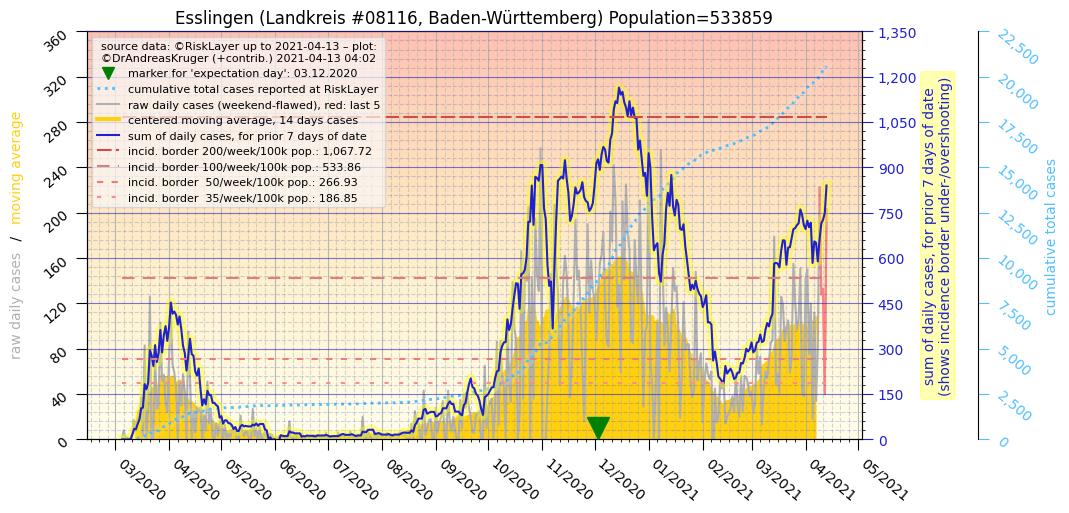 Esslingen (Landkreis #08116, Baden-Württemberg) Population=533859
source data: ©RiskLayer up to 2021-04-13 – plot:
©DrAndreasKruger (+contrib.) 2021-04-13 04:02
marker for 'expectation day': 03.12.2020
cumulative total cases reported at RiskLayer
raw daily cases (weekend-flawed), red: last 5
centered moving average, 14 days cases
sum of daily cases, for prior 7 days of date
incid. border 200/week/100k pop.: 1,067.72
incid. border 100/week/100k pop.: 533.86
incid. border  50/week/100k pop.: 266.93
incid. border  35/week/100k pop.: 186.85
raw daily cases / moving average
360
320
280
240
200
160
120
80
40
0
03/2020
04/2020
05/2020
06/2020
07/2020
08/2020
09/2020
10/2020
11/2020
12/2020
01/2021
02/2021
03/2021
04/2021
05/2021
1,350
1,200
1,050
900
750
600
450
300
150
0
sum of daily cases, for prior 7 days of date
(shows incidence border under-/overshooting)
22,500
20,000
17,500
15,000
12,500
10,000
7,500
5,000
2,500
0
cumulative total cases